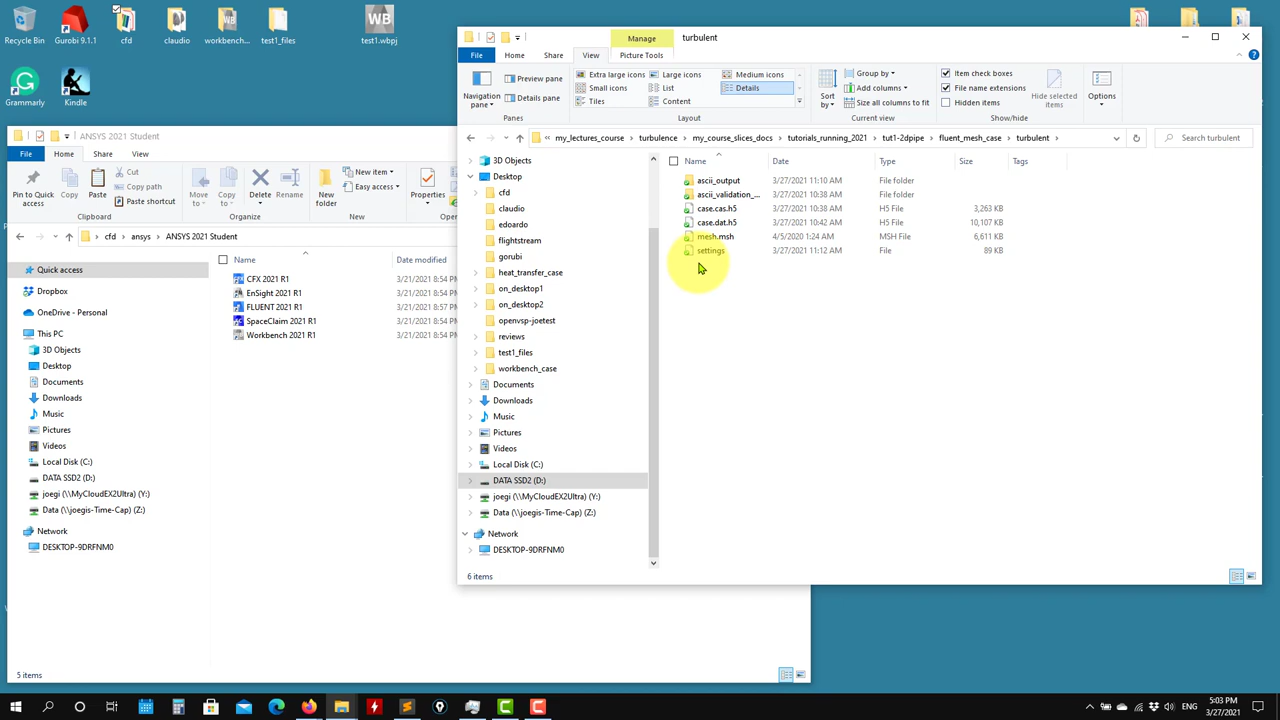 Recycle Bin
Gurobi 9.1.1
cfd
claudio
workbench...
test1_files
WB
test1.wbpj
Grammarly
Kindle
ANSYS 2021 Student
File
Home
Share
View
Pin to Quick access
Copy
Paste
Cut
Copy path
Paste shortcut
Move to
Copy to
Delete
Rename
New folder
New item
Easy access
Clipboard
Organize
New
cfd
ansys
ANSYS 2021 Student
Name
Date modified
Quick access
Dropbox
OneDrive - Personal
This PC
3D Objects
Desktop
Documents
Downloads
Music
Pictures
Videos
Local Disk (C:)
DATA SSD2 (D:)
joegi (\\MyCloudEX2Ultra) (Y:)
Data (\\joegis-Time-Cap) (Z:)
Network
DESKTOP-9DRFNM0
CFX 2021 R1 3/21/2021 8:54
EnSight 2021 R1 3/21/2021 8:54
FLUENT 2021 R1 3/21/2021 8:57
SpaceClaim 2021 R1 3/21/2021 8:54
Workbench 2021 R1 3/21/2021 8:54
5 items
Manage
turbulent
File
Home
Share
View
Picture Tools
Navigation pane
Preview pane
Details pane
Panes
Extra large icons
Large icons
Medium icons
Small icons
List
Details
Tiles
Content
Layout
Sort by
Group by
Add columns
Size all columns to fit
Current view
Item check boxes
File name extensions
Hidden items
Hide selected items
Show/hide
Options
« my_lectures_course
turbulence
my_course_slices_docs
tutorials_running_2021
tut1-2dpipe
fluent_mesh_case
turbulent
Search turbulent
3D Objects
Desktop
cfd
claudio
edoardo
flightstream
gorubi
heat_transfer_case
on_desktop1
on_desktop2
openvsp-joetest
reviews
test1_files
workbench_case
Documents
Downloads
Music
Pictures
Videos
Local Disk (C:)
DATA SSD2 (D:)
joegi (\\MyCloudEX2Ultra) (Y:)
Data (\\joegis-Time-Cap) (Z:)
Network
DESKTOP-9DRFNM0
Name Date Type Size Tags
ascii_output 3/27/2021 11:10 AM File folder
ascii_validation_... 3/27/2021 10:38 AM File folder
case.cas.h5 3/27/2021 10:38 AM H5 File 3,263 KB
case.dat.h5 3/27/2021 10:42 AM H5 File 10,107 KB
mesh.msh 4/5/2020 1:24 AM MSH File 6,611 KB
settings 3/27/2021 11:12 AM File 89 KB
6 items
ENG
5:03 PM
3/27/2021